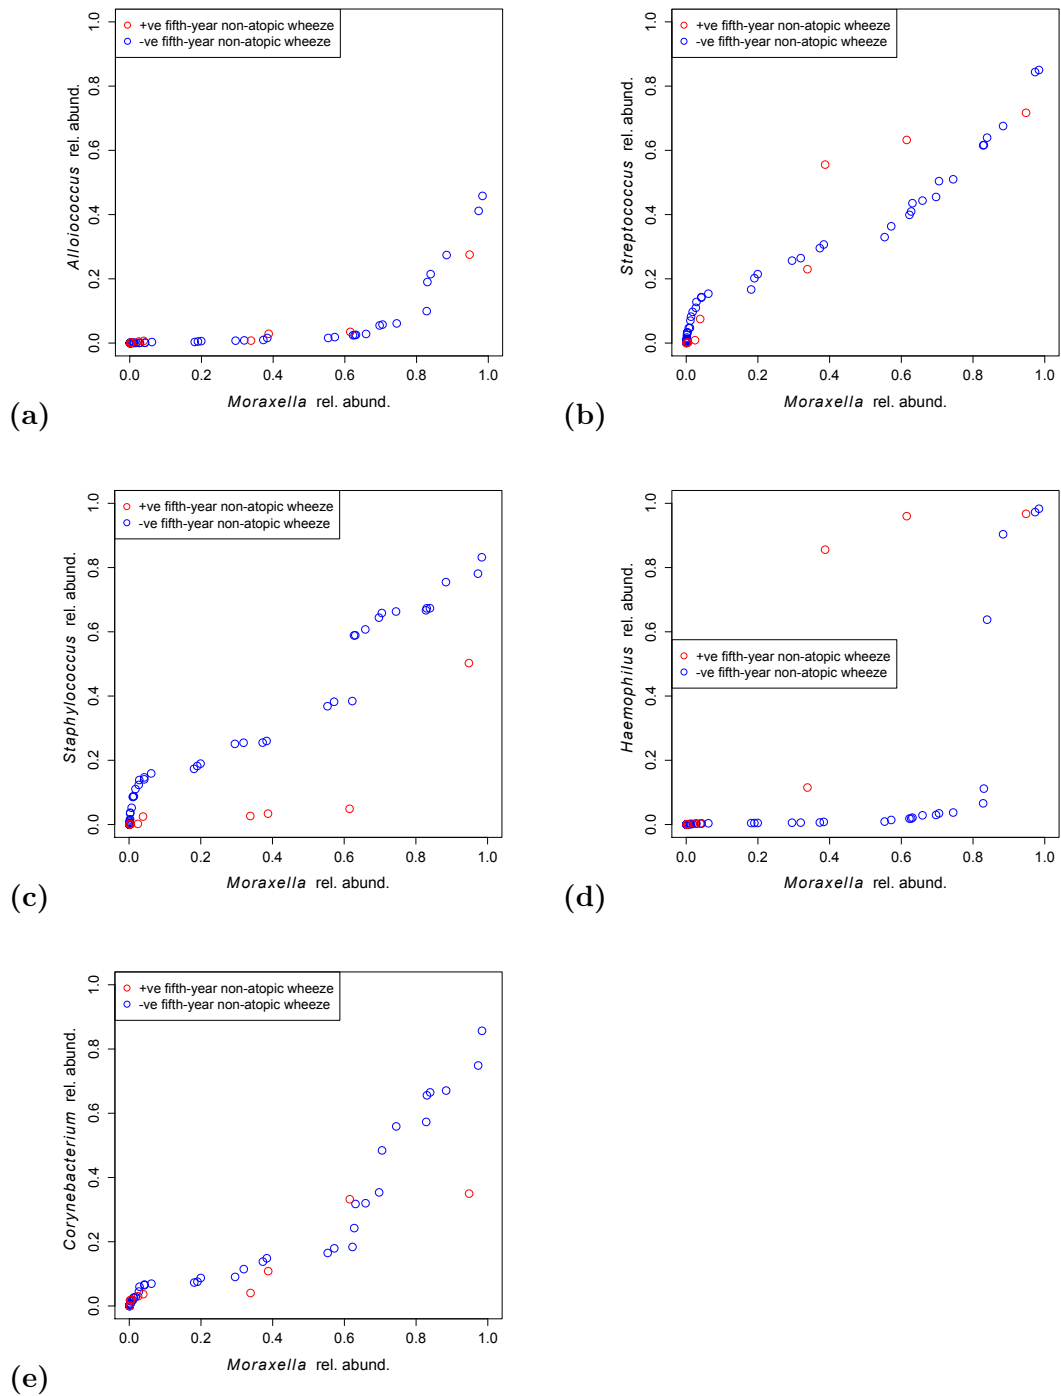 +ve fifth-year non-atopic wheeze
-ve fifth-year non-atopic wheeze
Alloiococcus rel. abund.
0.0 0.2 0.4 0.6 0.8 1.0
0.0 0.2 0.4 0.6 0.8 1.0
Moraxella rel. abund.
(a)
+ve fifth-year non-atopic wheeze
-ve fifth-year non-atopic wheeze
Streptococcus rel. abund.
0.0 0.2 0.4 0.6 0.8 1.0
0.0 0.2 0.4 0.6 0.8 1.0
Moraxella rel. abund.
(b)
+ve fifth-year non-atopic wheeze
-ve fifth-year non-atopic wheeze
Staphylococcus rel. abund.
0.0 0.2 0.4 0.6 0.8 1.0
0.0 0.2 0.4 0.6 0.8 1.0
Moraxella rel. abund.
(c)
+ve fifth-year non-atopic wheeze
-ve fifth-year non-atopic wheeze
Haemophilus rel. abund.
0.0 0.2 0.4 0.6 0.8 1.0
0.0 0.2 0.4 0.6 0.8 1.0
Moraxella rel. abund.
(d)
+ve fifth-year non-atopic wheeze
-ve fifth-year non-atopic wheeze
Corynebacterium rel. abund.
0.0 0.2 0.4 0.6 0.8 1.0
0.0 0.2 0.4 0.6 0.8 1.0
Moraxella rel. abund.
(e)